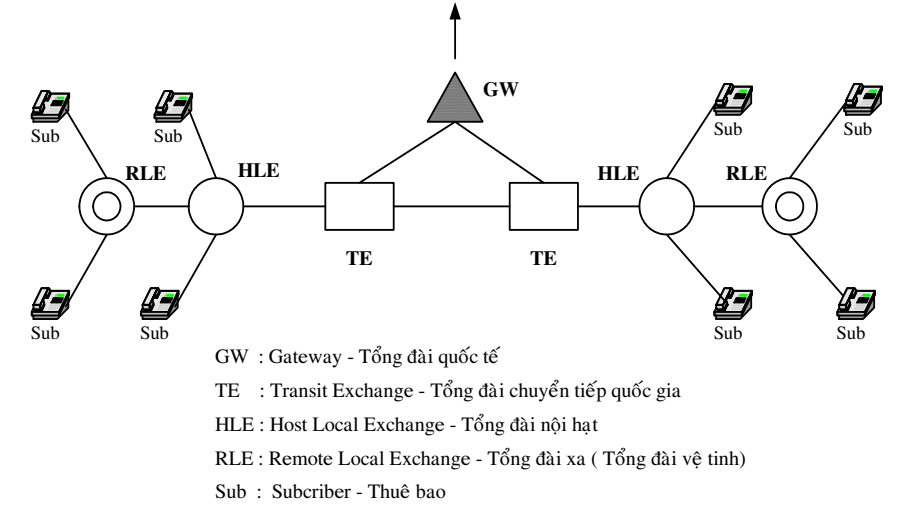 GW
Sub
Sub
Sub
Sub
RLE
HLE
HLE
RLE
TE
TE
Sub
Sub
Sub
Sub
GW : Gateway - Tổng đài quốc tế
TE : Transit Exchange - Tổng đài chuyển tiếp quốc gia
HLE : Host Local Exchange - Tổng đài nội hạt
RLE : Remote Local Exchange - Tổng đài xa ( Tổng đài vệ tinh)
Sub : Subcriber - Thuê bao